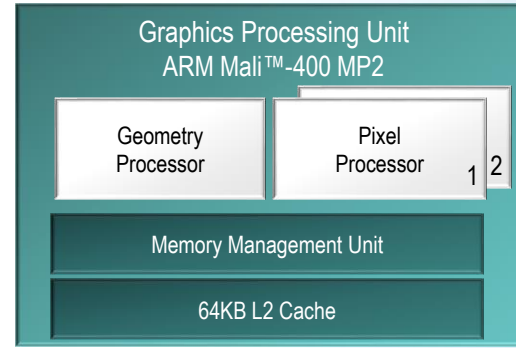 Graphics Processing Unit
ARM Mali™-400 MP2
Geometry
Processor
Pixel
Processor
1
2
Memory Management Unit
64KB L2 Cache